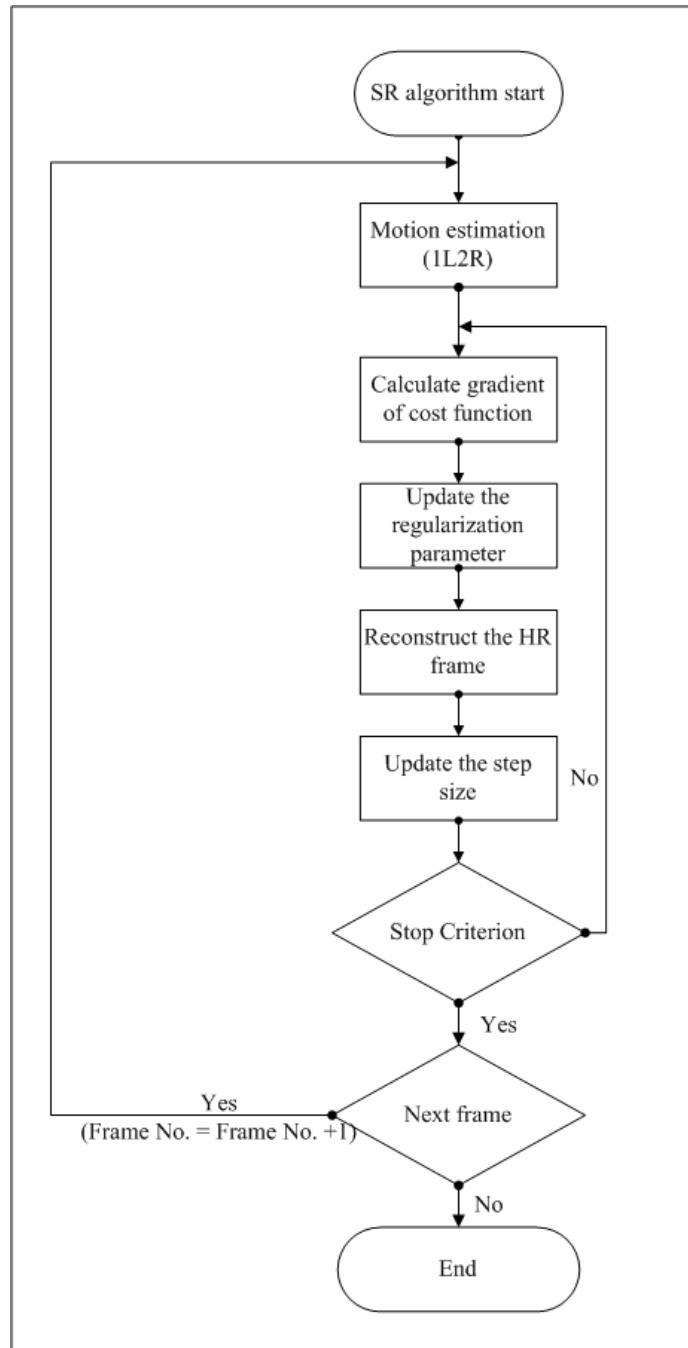 SR algorithm start
Motion estimation
(1L2R)
Calculate gradient
of cost function
Update the
regularization
parameter
Reconstruct the HR
frame
Update the step
size
No
Stop Criterion
Yes
Yes
(Frame No. = Frame No. +1)
Next frame
No
End